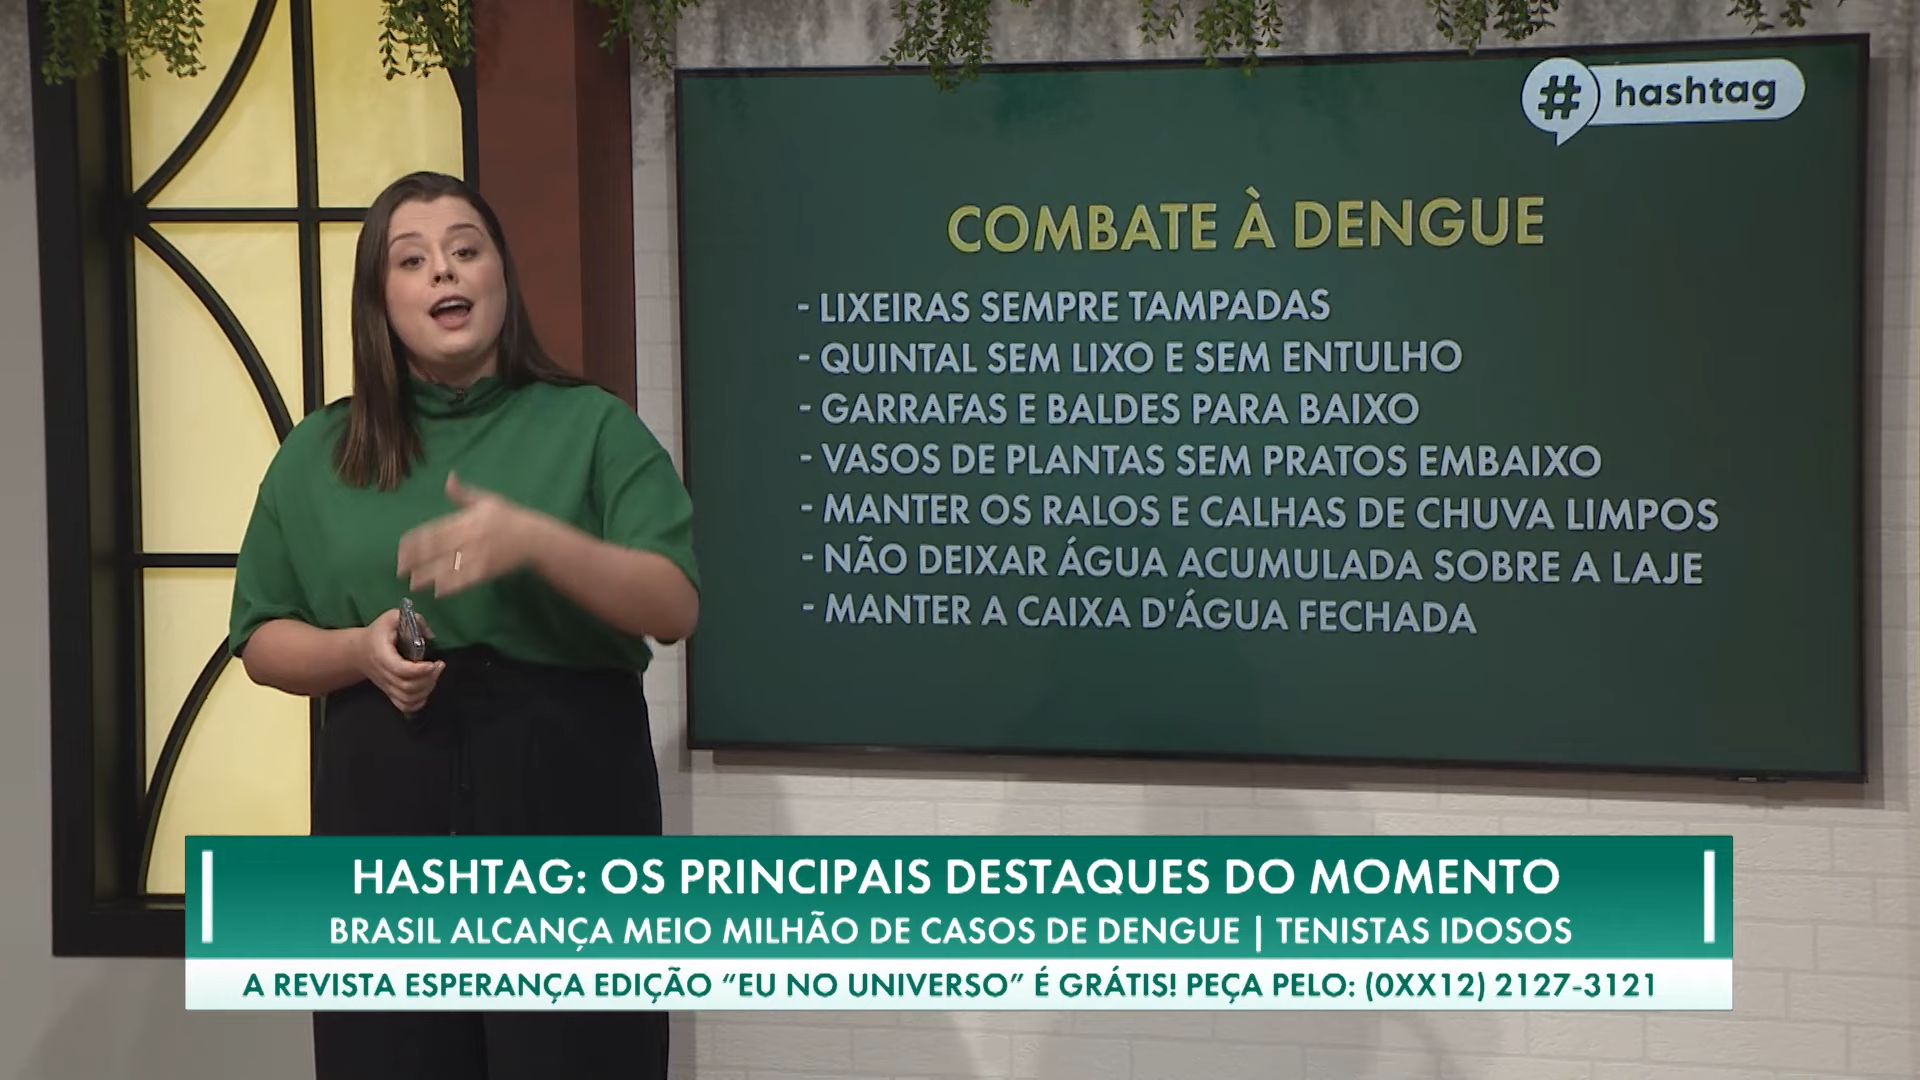 # hashtag
COMBATE À DENGUE
- LIXEIRAS SEMPRE TAMPADAS
- QUINTAL SEM LIXO E SEM ENTULHO
- GARRAFAS E BALDES PARA BAIXO
- VASOS DE PLANTAS SEM PRATOS EMBAIXO
- MANTER OS RALOS E CALHAS DE CHUVA LIMPOS
- NÃO DEIXAR ÁGUA ACUMULADA SOBRE A LAJE
- MANTER A CAIXA D'ÁGUA FECHADA
HASHTAG: OS PRINCIPAIS DESTAQUES DO MOMENTO
BRASIL ALCANÇA MEIO MILHÃO DE CASOS DE DENGUE | TENISTAS IDOSOS
A REVISTA ESPERANÇA EDIÇÃO “EU NO UNIVERSO” É GRÁTIS! PEÇA PELO: (0XX12) 2127-3121